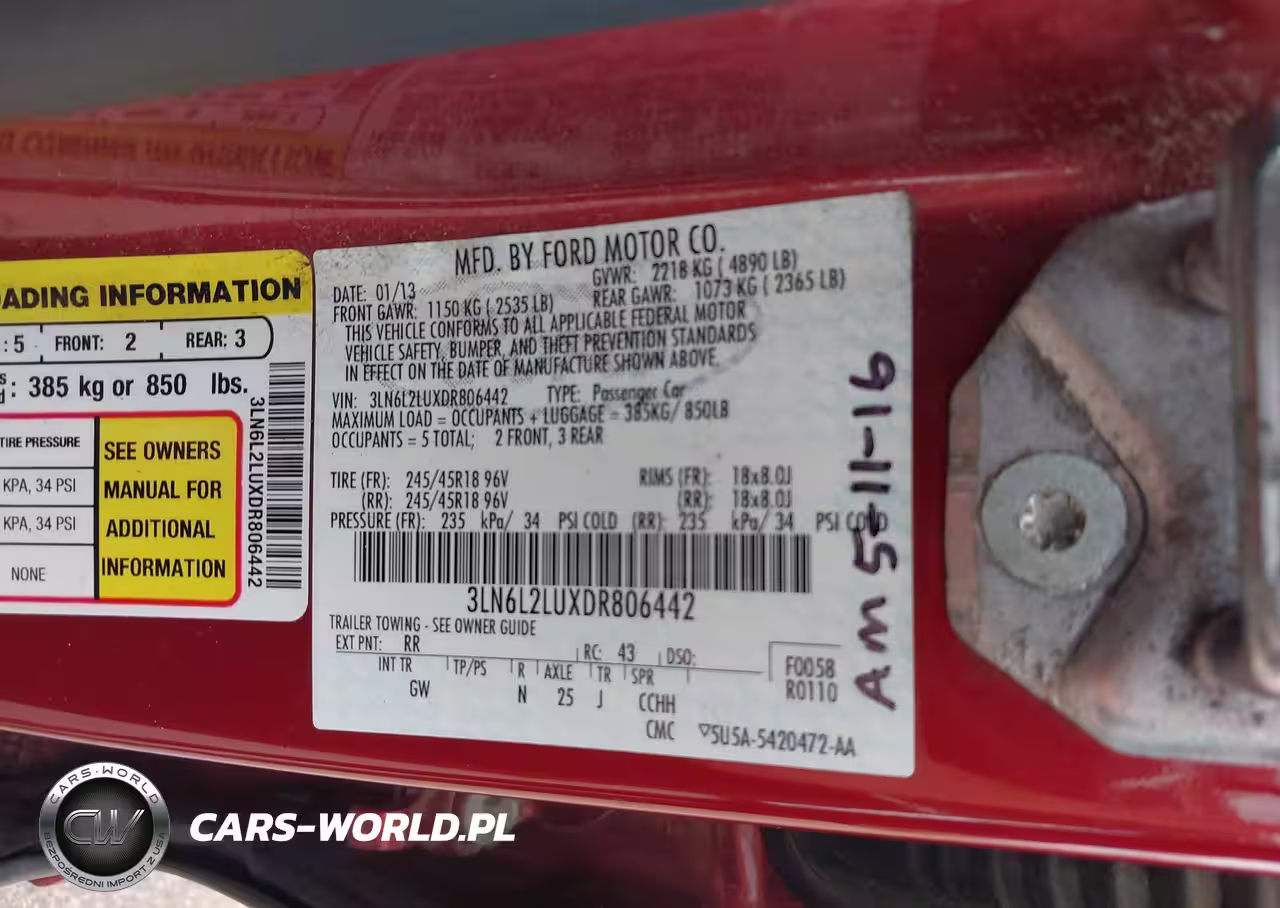 ADING INFORMATION
: 5 FRONT: 2 REAR: 3
: 385 kg or 850 lbs.
TIRE PRESSURE
KPA, 34 PSI
KPA, 34 PSI
NONE
SEE OWNERS
MANUAL FOR
ADDITIONAL
INFORMATION
3LN6L2LUXDR806442
MFD. BY FORD MOTOR CO.
DATE: 01/13 GVWR: 2218 KG ( 4890 LB)
FRONT GAWR: 1150 KG ( 2535 LB) REAR GAWR: 1073 KG ( 2365 LB)
THIS VEHICLE CONFORMS TO ALL APPLICABLE FEDERAL MOTOR
VEHICLE SAFETY, BUMPER, AND THEFT PREVENTION STANDARDS
IN EFFECT ON THE DATE OF MANUFACTURE SHOWN ABOVE.
VIN: 3LN6L2LUXDR806442 TYPE: Passenger Car
MAXIMUM LOAD = OCCUPANTS + LUGGAGE = 385KG/ 850LB
OCCUPANTS = 5 TOTAL; 2 FRONT, 3 REAR
TIRE (FR): 245/45R18 96V RIMS (FR): 18x8.0J
(RR): 245/45R18 96V (RR): 18x8.0J
PRESSURE (FR): 235 kPa/ 34 PSI COLD (RR): 235 kPa/ 34 PSI
3LN6L2LUXDR806442
TRAILER TOWING - SEE OWNER GUIDE
EXT PNT: RR RC: 43 DSO:
INT TR TP/PS R AXLE TR SPR
GW N 25 J CCHH
CMC
F0058
R0110
▽5U5A-5420472-AA
AM 5-11-16
CARS-WORLD
CW
BEZPOŚREDNI IMPORT Z USA
CARS-WORLD.PL